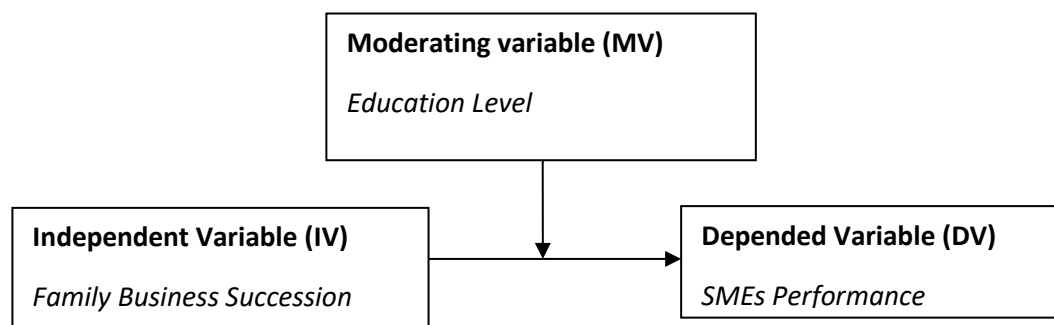 Moderating variable (MV)
Education Level
Independent Variable (IV)
Family Business Succession
Depended Variable (DV)
SMEs Performance